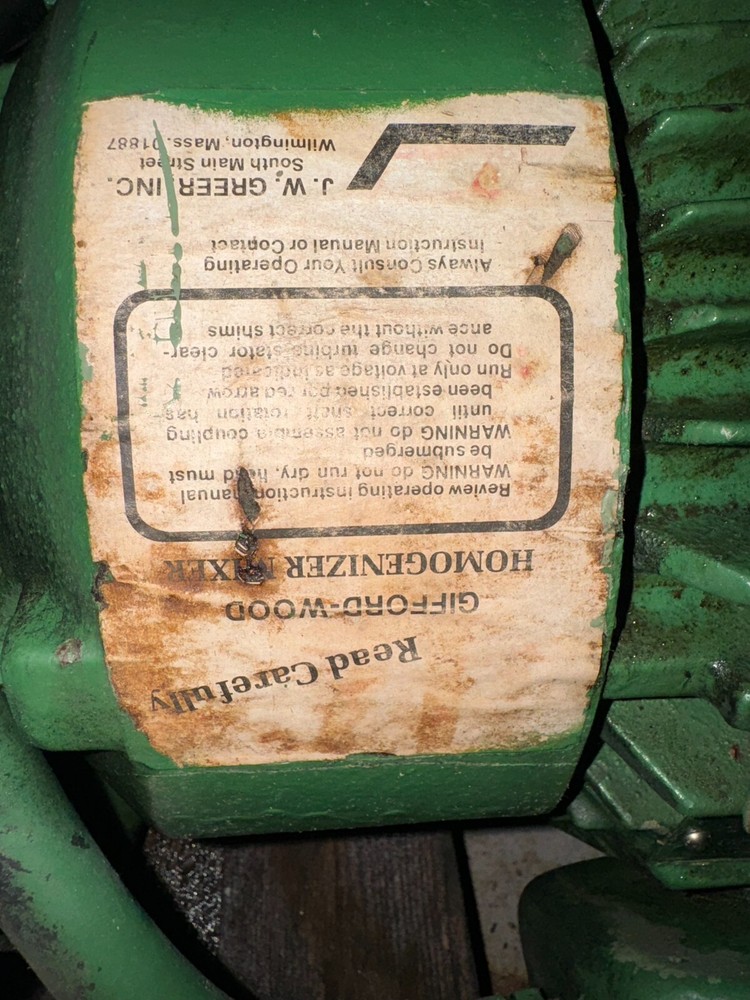 Read Carefully
GIFFORD-WOOD
HOMOGENIZER MIXER
Review operating instruction manual
WARNING do not run dry, head must
be submerged
WARNING do not assemble coupling
until correct shaft rotation has
been established per red arrow
Run only at voltage as indicated
Do not change turbine stator clear-
ance without the correct shims
Always Consult Your Operating
Instruction Manual or Contact
J. W. GREER, INC.
South Main Street
Wilmington, Mass. 01887